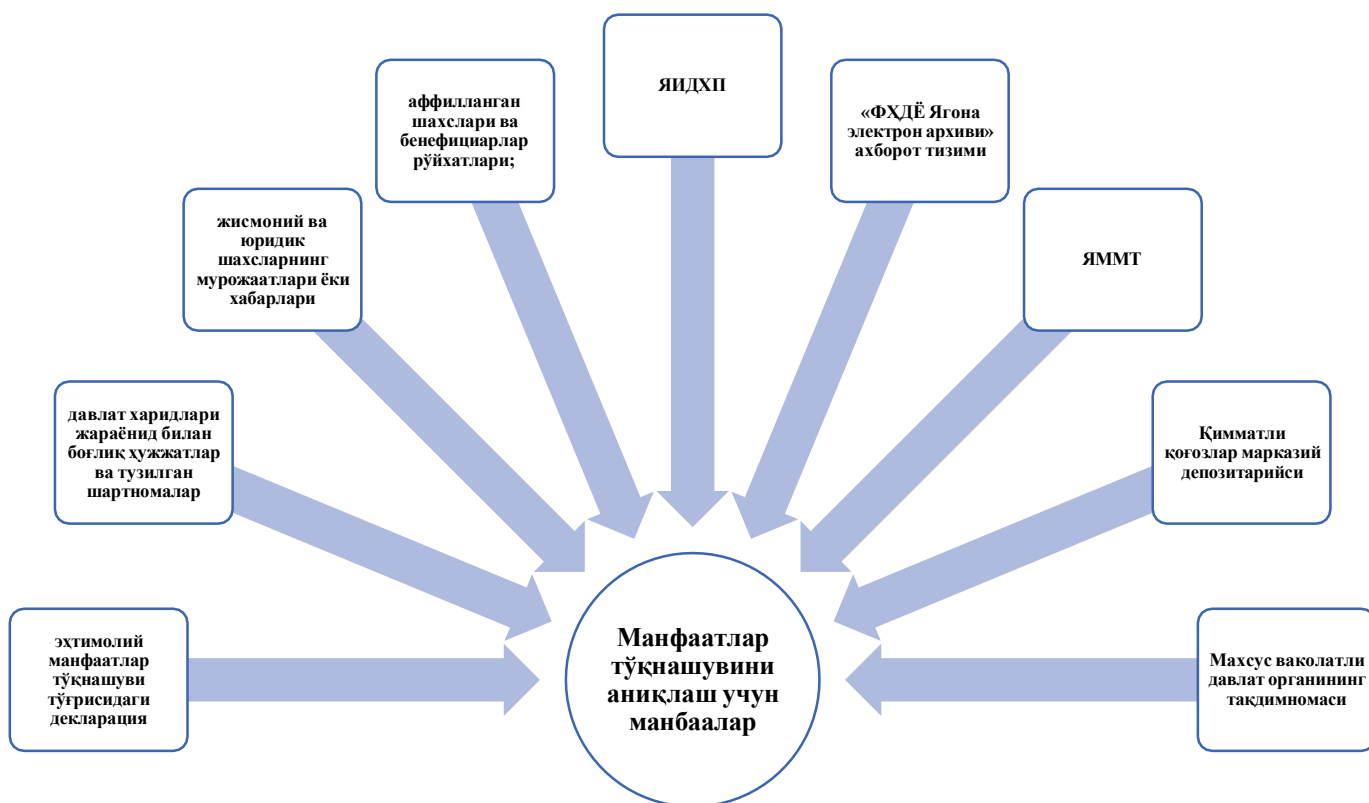 ЯИДХП
аффилланган
шахслари ва
бенефициарлар
рўйхатлари;
«ФҲДЁ Ягона
электрон архиви»
ахборот тизими
жисмоний ва
юридик
шахсларнинг
мурожаатлари ёки
хабарлари
ЯММТ
давлат харидлари
жараёнид билан
боғлиқ ҳужжатлар
ва тузилган
шартномалар
Қимматли
қоғозлар марказий
депозитарийси
эҳтимолий
манфаатлар
тўқнашуви
тўғрисидаги
декларация
Манфаатлар
тўқнашувини
аниқлаш учун
манбаалар
Махсус ваколатли
давлат органининг
тақдимномаси